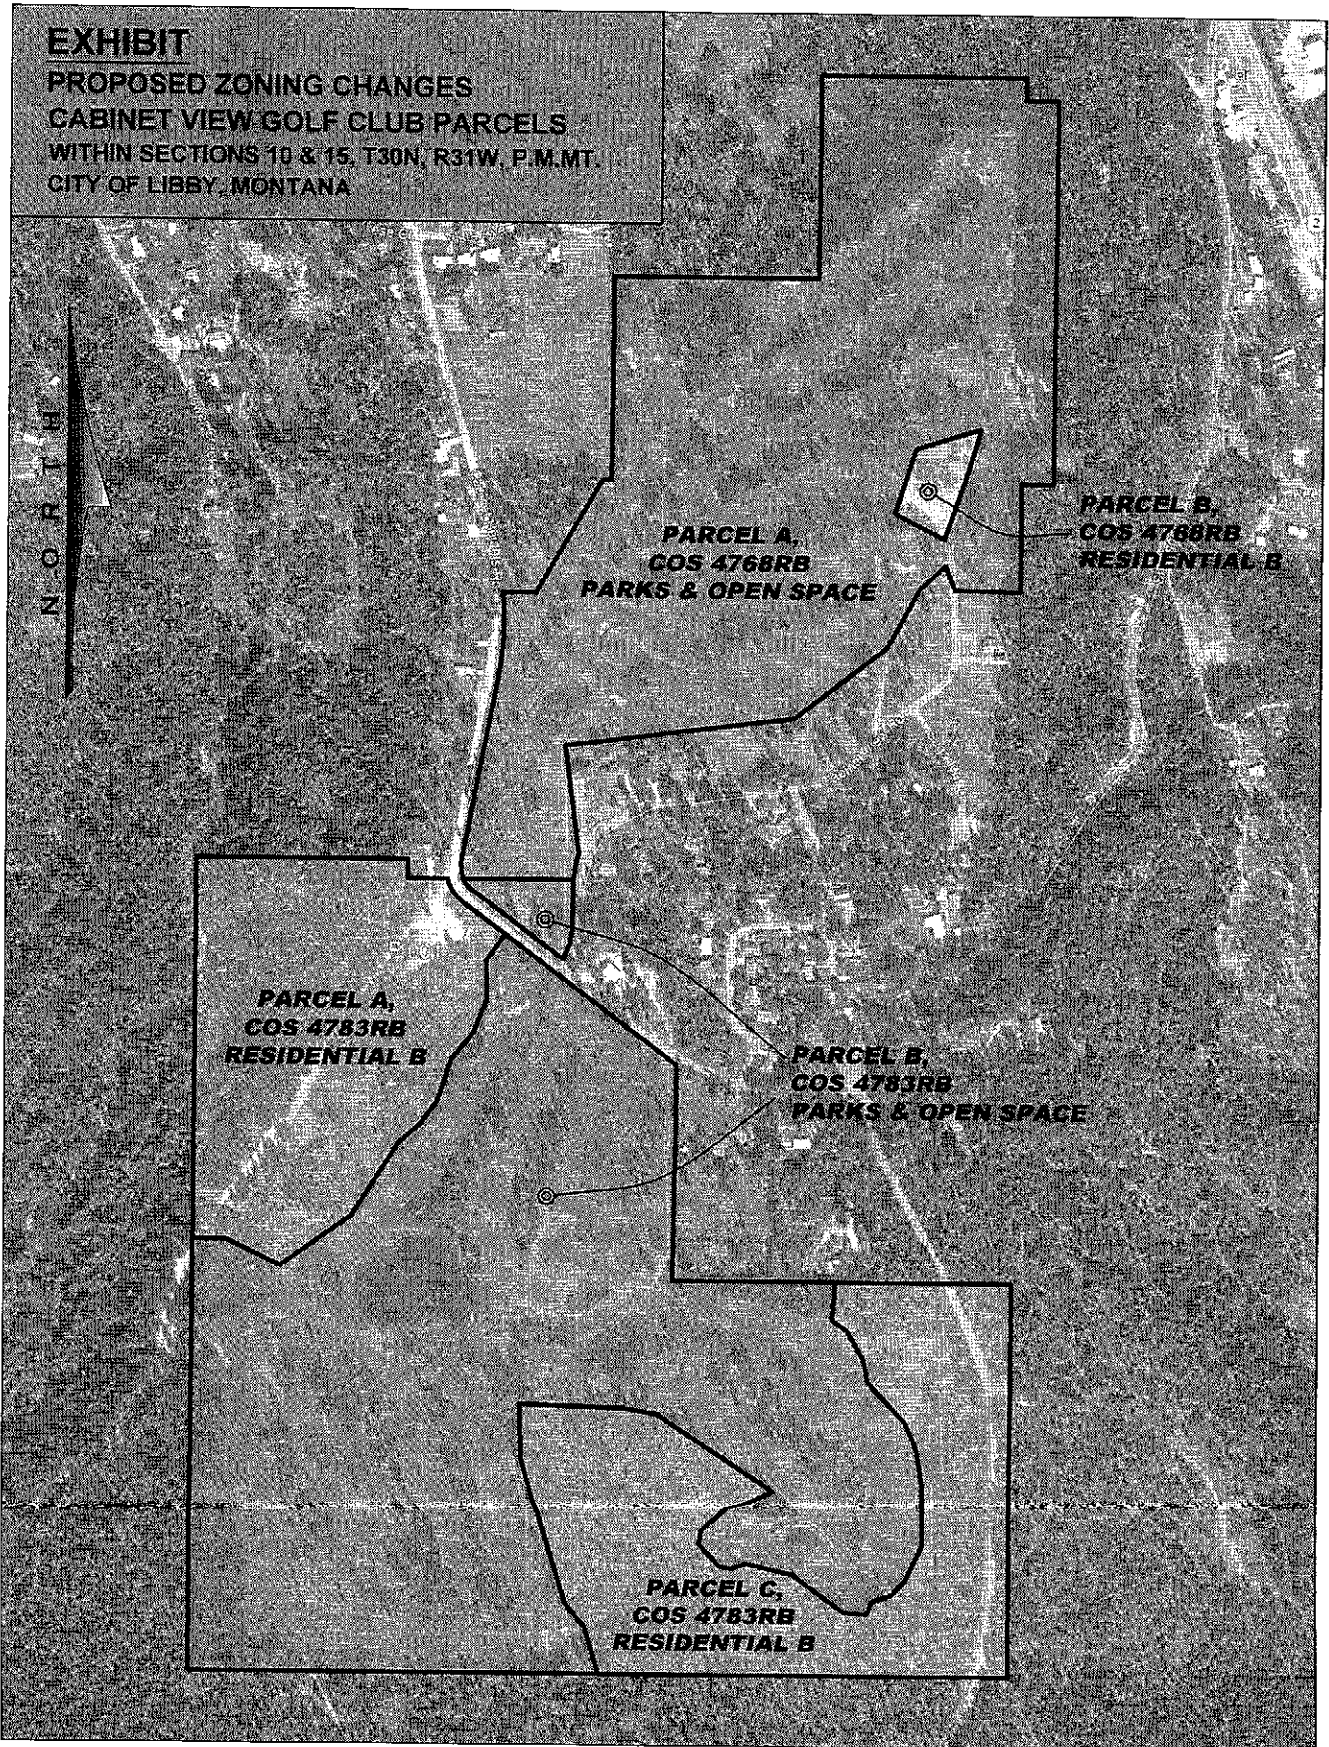 EXHIBIT
PROPOSED ZONING CHANGES
CABINET VIEW GOLF CLUB PARCELS
WITHIN SECTIONS 10 & 15, T30N, R31W, P.M.MT.
CITY OF LIBBY, MONTANA
2
NORTH
PARCEL A,
COS 4768RB
PARKS & OPEN SPACE
PARCEL B,
COS 4768RB
RESIDENTIAL B
PARCEL A,
COS 4783RB
RESIDENTIAL B
PARCEL B,
COS 4783RB
PARKS & OPEN SPACE
PARCEL C,
COS 4783RB
RESIDENTIAL B